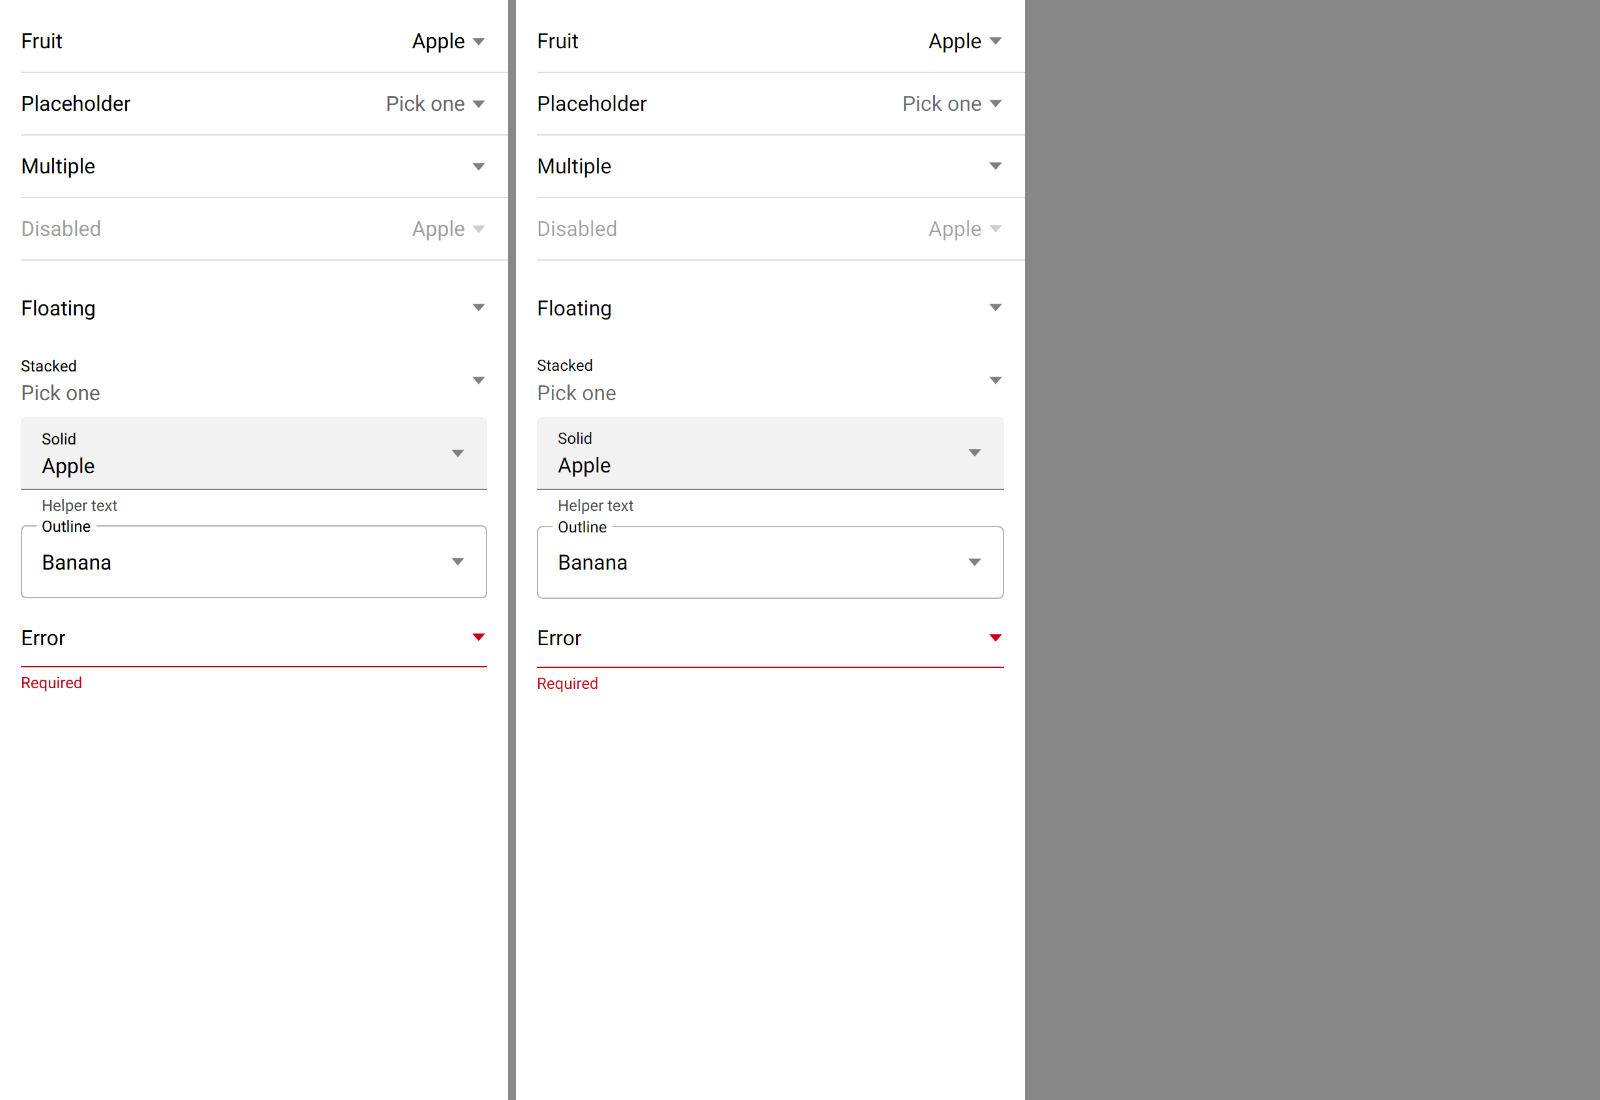 Fruit Apple
Placeholder Pick one
Multiple
Disabled Apple
Floating
Stacked
Pick one
Solid
Apple
Helper text
Outline
Banana
Error
Required
Fruit Apple
Placeholder Pick one
Multiple
Disabled Apple
Floating
Stacked
Pick one
Solid
Apple
Helper text
Outline
Banana
Error
Required